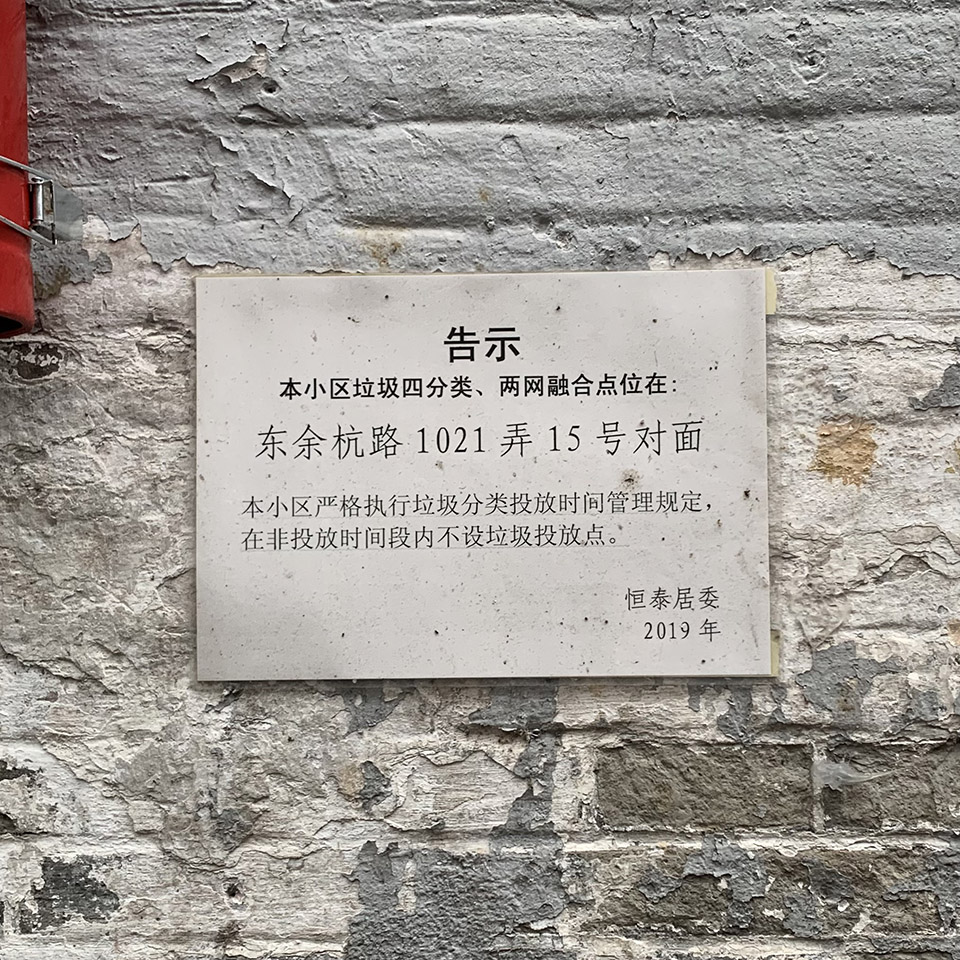 告示
本小区垃圾四分类、两网融合点位在:
东余杭路 1021 弄 15 号对面
本小区严格执行垃圾分类投放时间管理规定,
在非投放时间段内不设垃圾投放点。
恒泰居委
2019 年